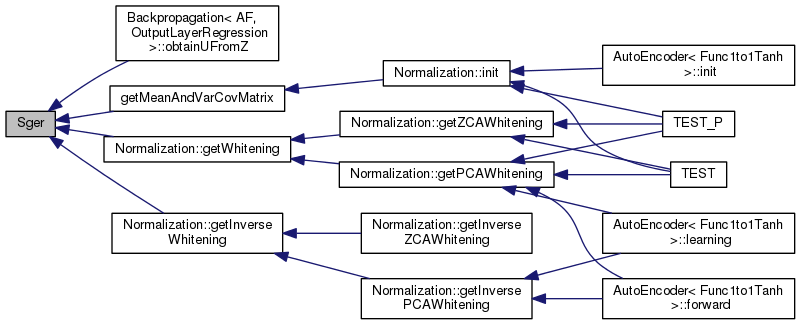 Backpropagation< AF,
OutputLayerRegression
>::obtainUFromZ
AutoEncoder< Func1to1Tanh
>::init
Normalization::init
getMeanAndVarCovMatrix
Sger
Normalization::getZCAWhitening
TEST_P
Normalization::getWhitening
Normalization::getPCAWhitening
TEST
Normalization::getInverse
Whitening
Normalization::getInverse
ZCAWhitening
AutoEncoder< Func1to1Tanh
>::learning
Normalization::getInverse
PCAWhitening
AutoEncoder< Func1to1Tanh
>::forward